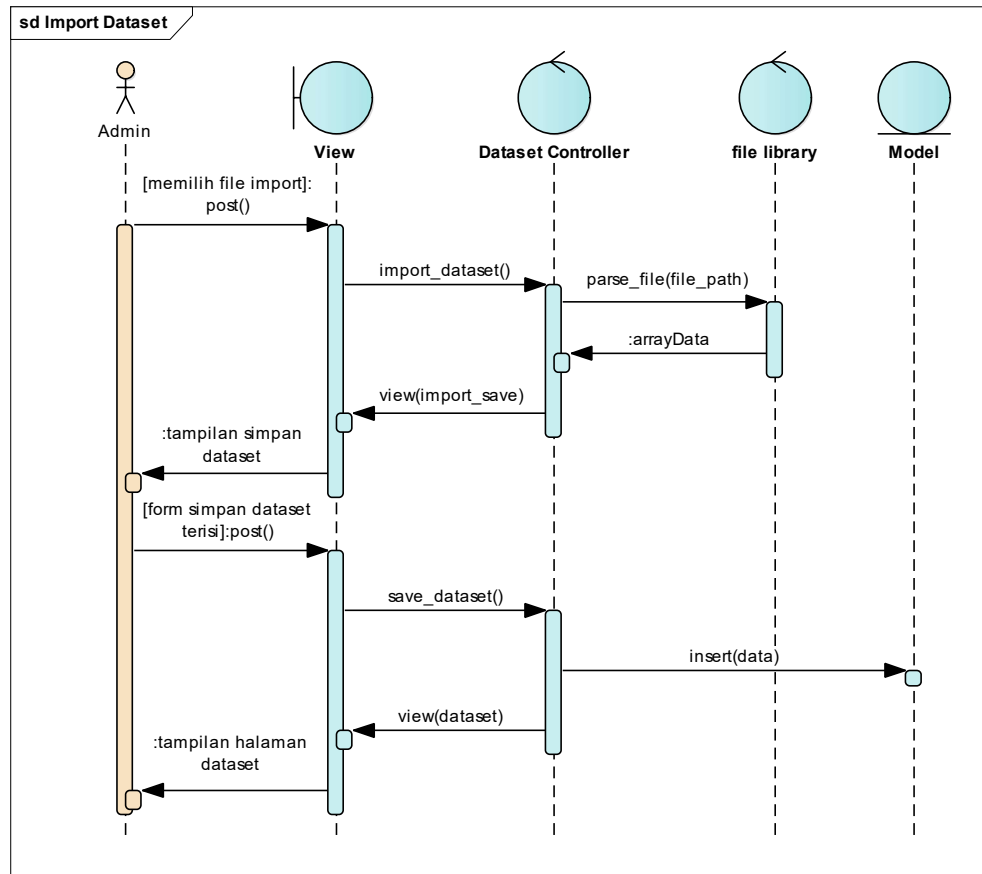 sd Import Dataset
Admin
View
Dataset Controller
file library
Model
[memilih file import]:
post()
import_dataset()
parse_file(file_path)
:arrayData
view(import_save)
:tampilan simpan
dataset
[form simpan dataset
terisi]:post()
save_dataset()
insert(data)
view(dataset)
:tampilan halaman
dataset